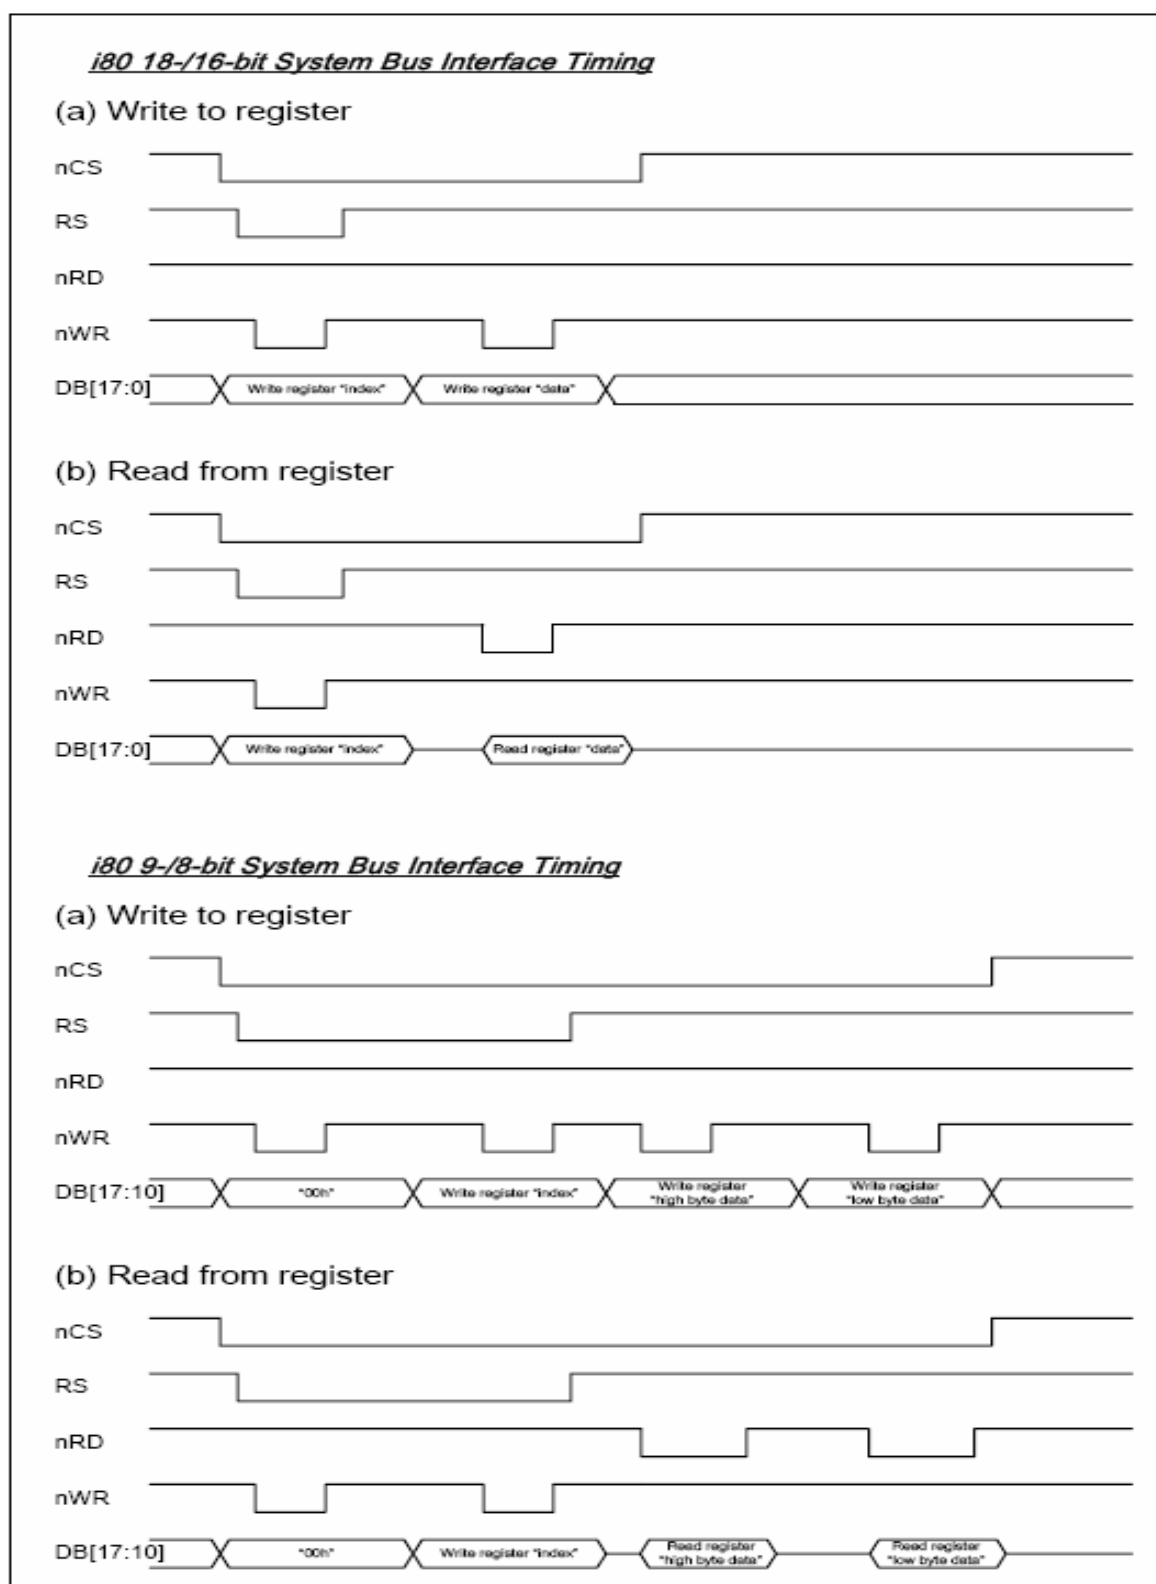 i80 18-/16-bit System Bus Interface Timing
(a) Write to register
nCS
RS
nRD
nWR
DB[17:0]
Write register "index"
Write register "data"
(b) Read from register
nCS
RS
nRD
nWR
DB[17:0]
Write register "index"
Read register "data"
i80 9-/8-bit System Bus Interface Timing
(a) Write to register
nCS
RS
nRD
nWR
DB[17:10]
"00h"
Write register "index"
Write register
"high byte data"
Write register
"low byte data"
(b) Read from register
nCS
RS
nRD
nWR
DB[17:10]
"00h"
Write register "index"
Read register
"high byte data"
Read register
"low byte data"